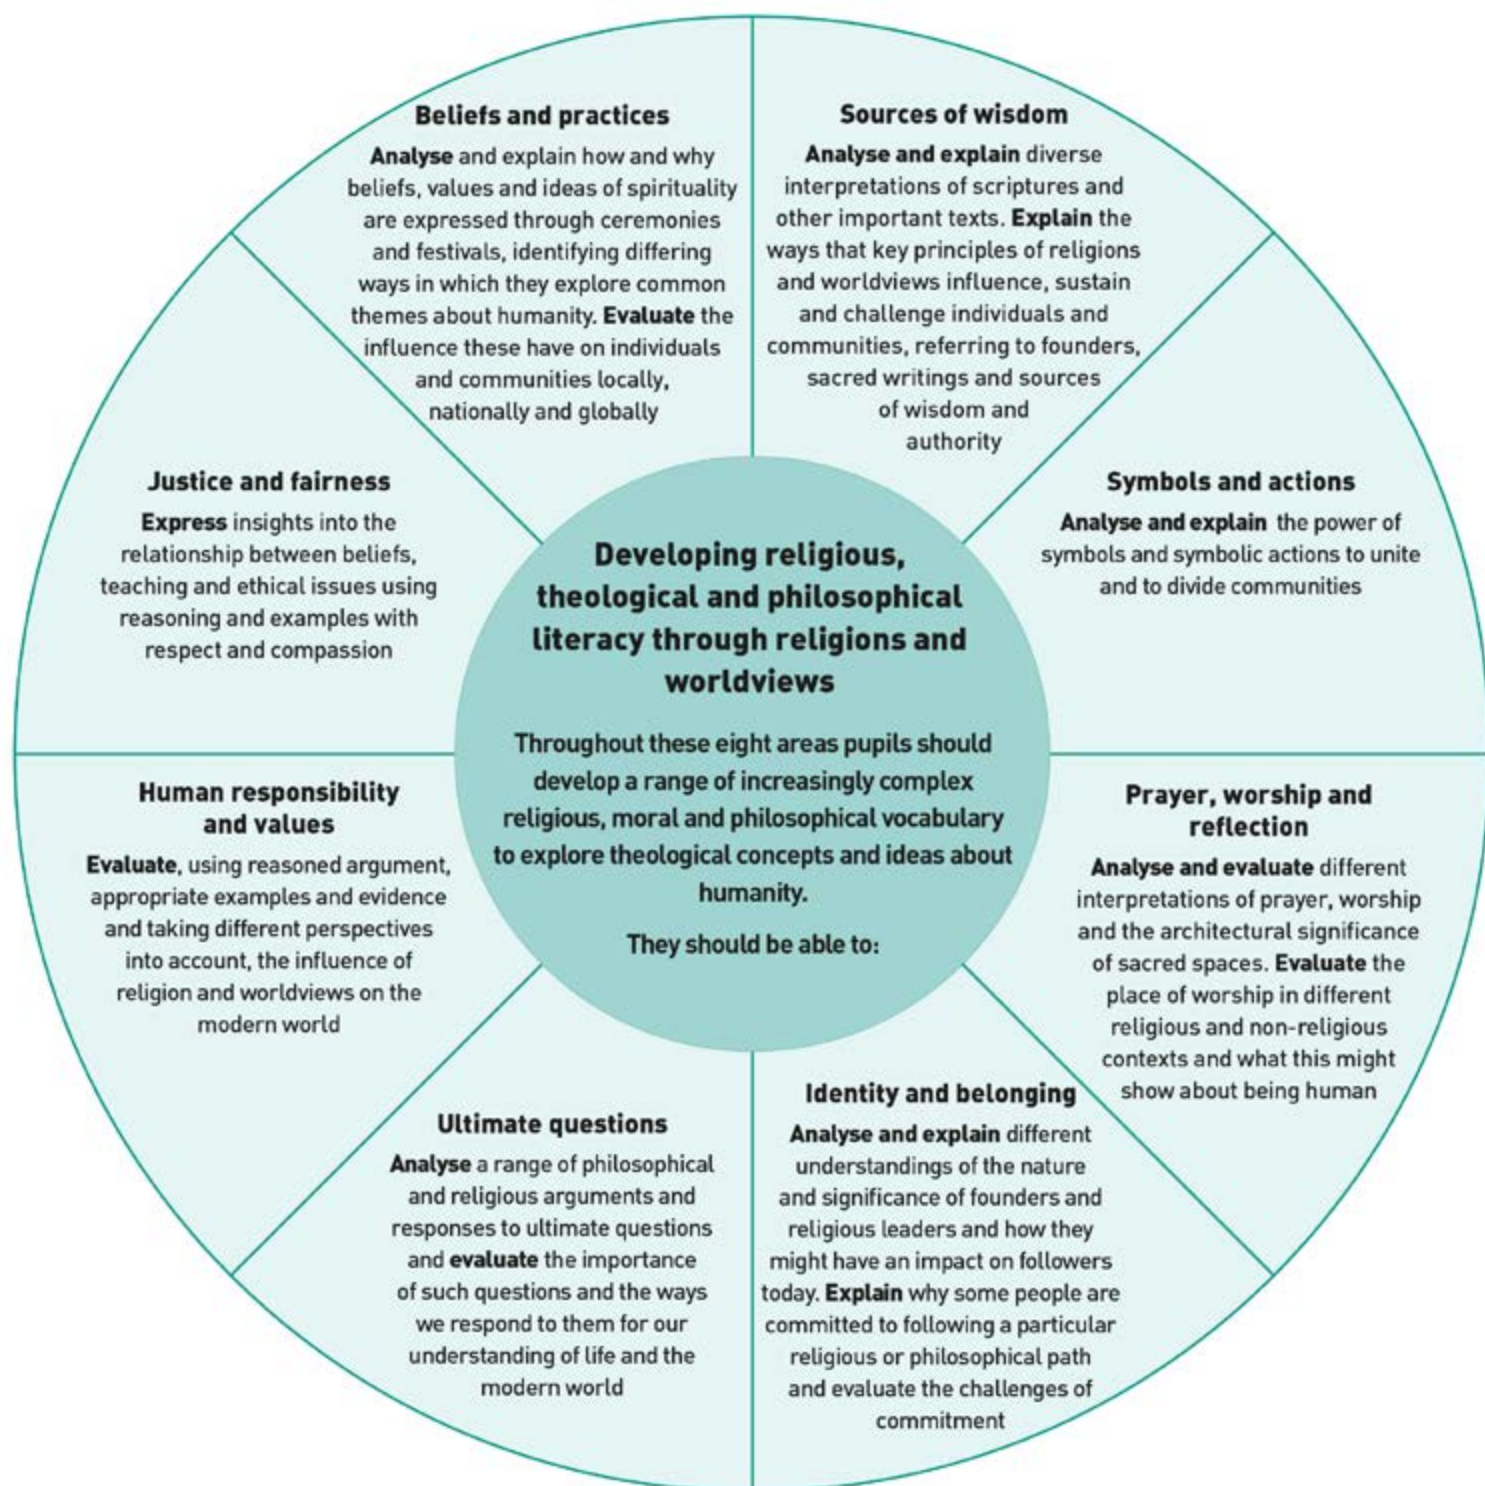 Beliefs and practices
Analyse and explain how and why
beliefs, values and ideas of spirituality
are expressed through ceremonies
and festivals, identifying differing
ways in which they explore common
themes about humanity. Evaluate the
influence these have on individuals
and communities locally,
nationally and globally
Sources of wisdom
Analyse and explain diverse
interpretations of scriptures and
other important texts. Explain the
ways that key principles of religions
and worldviews influence, sustain
and challenge individuals and
communities, referring to founders,
sacred writings and sources
of wisdom and
authority
Symbols and actions
Analyse and explain the power of
symbols and symbolic actions to unite
and to divide communities
Prayer, worship and
reflection
Analyse and evaluate different
interpretations of prayer, worship
and the architectural significance
of sacred spaces. Evaluate the
place of worship in different
religious and non-religious
contexts and what this might
show about being human
Identity and belonging
Analyse and explain different
understandings of the nature
and significance of founders and
religious leaders and how they
might have an impact on followers
today. Explain why some people are
committed to following a particular
religious or philosophical path
and evaluate the challenges of
commitment
Ultimate questions
Analyse a range of philosophical
and religious arguments and
responses to ultimate questions
and evaluate the importance
of such questions and the ways
we respond to them for our
understanding of life and the
modern world
Human responsibility
and values
Evaluate, using reasoned argument,
appropriate examples and evidence
and taking different perspectives
into account, the influence of
religion and worldviews on the
modern world
Justice and fairness
Express insights into the
relationship between beliefs,
teaching and ethical issues using
reasoning and examples with
respect and compassion
Developing religious,
theological and philosophical
literacy through religions and
worldviews
Throughout these eight areas pupils should
develop a range of increasingly complex
religious, moral and philosophical vocabulary
to explore theological concepts and ideas about
humanity.
They should be able to: